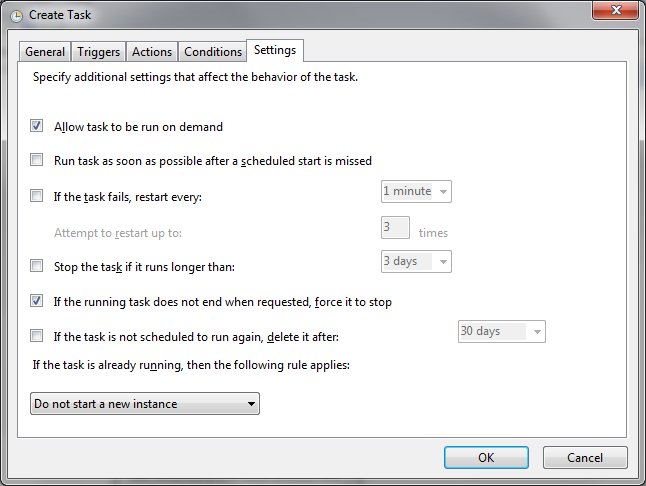 Create Task
General Triggers Actions Conditions Settings
Specify additional settings that affect the behavior of the task.
Allow task to be run on demand
Run task as soon as possible after a scheduled start is missed
If the task fails, restart every: 1 minute
Attempt to restart up to: 3 times
Stop the task if it runs longer than: 3 days
If the running task does not end when requested, force it to stop
If the task is not scheduled to run again, delete it after: 30 days
If the task is already running, then the following rule applies:
Do not start a new instance
OK Cancel